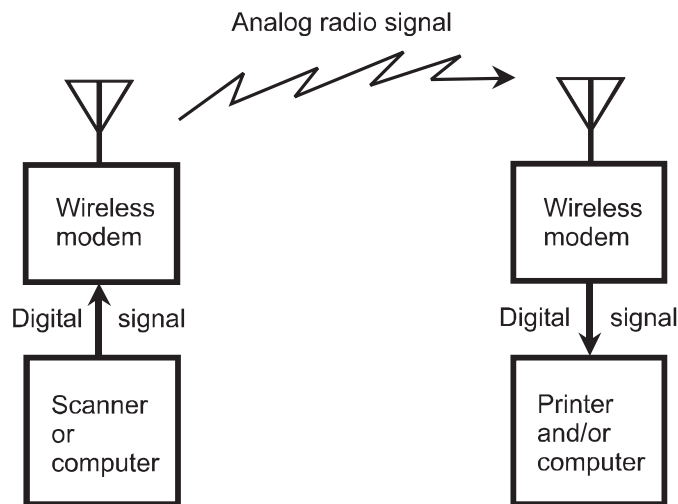 Analog radio signal
Wireless
modem
Wireless
modem
Digital signal
Digital signal
Scanner
or
computer
Printer
and/or
computer